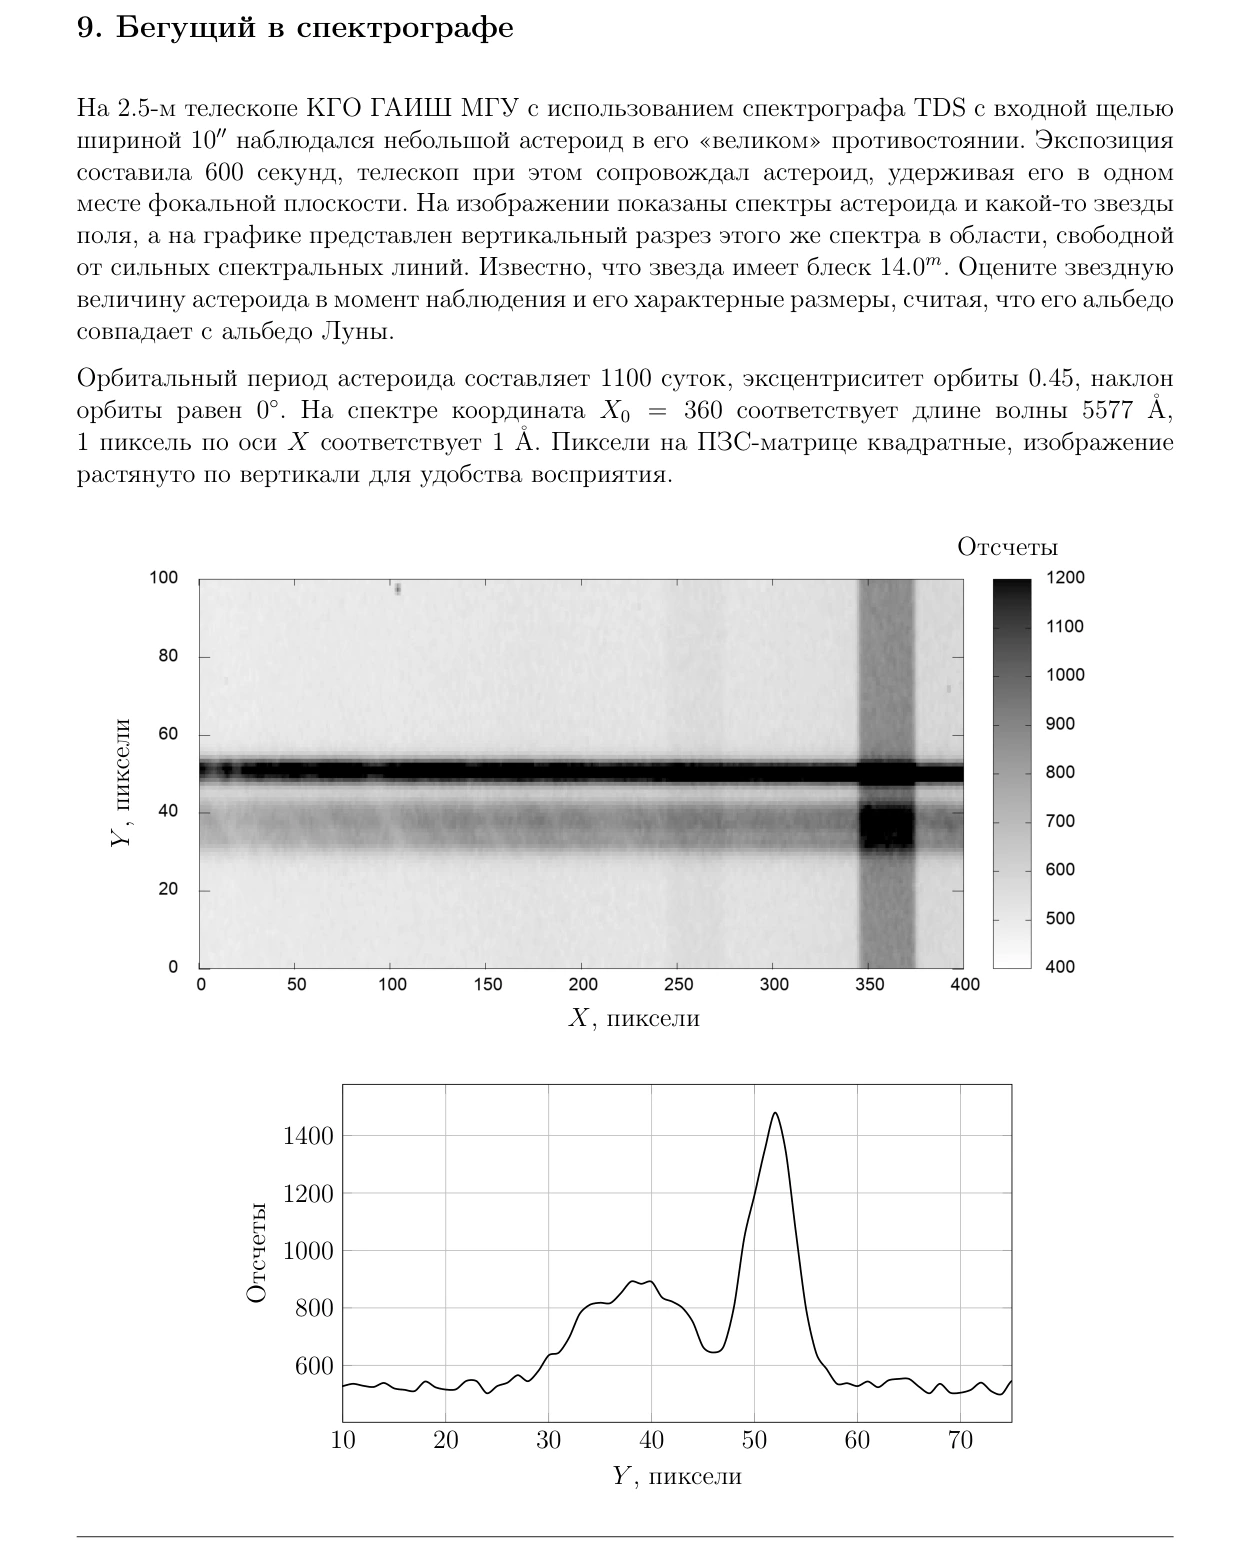 9. Бегущий в спектрографе
На 2.5-м телескопе КГО ГАИШ МГУ с использованием спектрографа TDS с входной щелью
шириной 10″ наблюдался небольшой астероид в его «великом» противостоянии. Экспозиция
составила 600 секунд, телескоп при этом сопровождал астероид, удерживая его в одном
месте фокальной плоскости. На изображении показаны спектры астероида и какой-то звезды
поля, а на графике представлен вертикальный разрез этого же спектра в области, свободной
от сильных спектральных линий. Известно, что звезда имеет блеск 14.0ᵐ. Оцените звездную
величину астероида в момент наблюдения и его характерные размеры, считая, что его альбедо
совпадает с альбедо Луны.
Орбитальный период астероида составляет 1100 суток, эксцентриситет орбиты 0.45, наклон
орбиты равен 0°. На спектре координата X₀ = 360 соответствует длине волны 5577 Å,
1 пиксель по оси X соответствует 1 Å. Пиксели на ПЗС-матрице квадратные, изображение
растянуто по вертикали для удобства восприятия.
Отсчеты
100
80
60
40
20
0
Y, пиксели
0 50 100 150 200 250 300 350 400
X, пиксели
1200
1100
1000
900
800
700
600
500
400
1400
1200
1000
800
600
Отсчеты
10 20 30 40 50 60 70
Y, пиксели